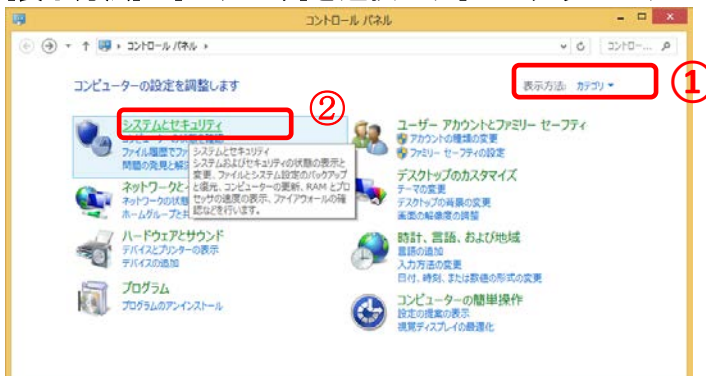 コントロール パネル
コントロール パネル
コントロー...
コンピューターの設定を調整します
表示方法: カテゴリ
①
②
システムとセキュリティ
コンピューターの状態を確認
ファイル履歴でファ
問題の発見と解
システムとセキュリティ
システムおよびセキュリティの状態の表示と
変更、ファイルとシステム設定のバックアップ
と復元、コンピューターの更新、RAM とプロ
セッサの速度の表示、ファイアウォールの確
認などを行います。
ネットワークと
ネットワークの状態
ホームグループと共
ハードウェアとサウンド
デバイスとプリンターの表示
デバイスの追加
プログラム
プログラムのアンインストール
ユーザー アカウントとファミリー セーフティ
アカウントの種類の変更
ファミリー セーフティの設定
デスクトップのカスタマイズ
テーマの変更
デスクトップの背景の変更
画面の解像度の調整
時計、言語、および地域
言語の追加
入力方法の変更
日付、時刻、または数値の形式の変更
コンピューターの簡単操作
設定の提案の表示
視覚ディスプレイの最適化